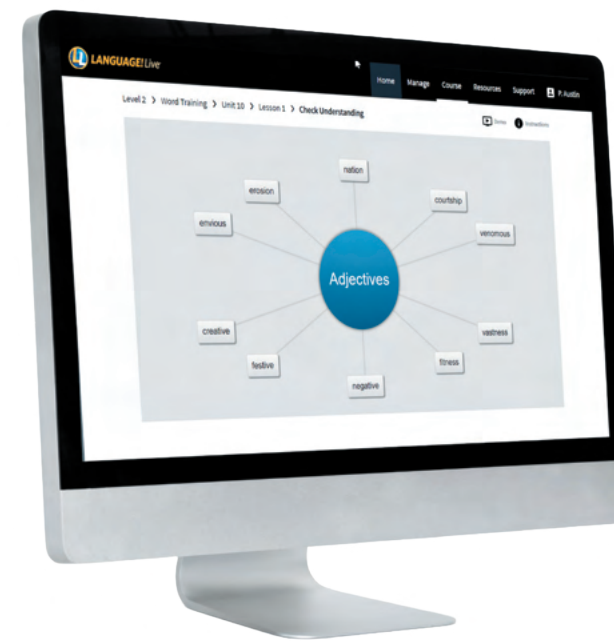 LANGUAGE! Live
Home Manage Course Resources Support P. Austin
Level 2 > Word Training > Unit 10 > Lesson 1 > Check Understanding
Instructions
nation
erosion
courtship
envious
venomous
Adjectives
creative
vastness
festive
fitness
negative